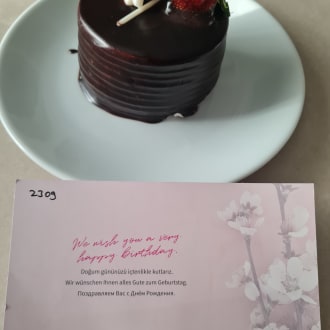 2309
We wish you a very
happy Birthday.
Doğum gününüzü içtenlikle kutlarız.
Wir wünschen Ihnen alles Gute zum Geburtstag.
Поздравляем Вас с Днём Рождения.